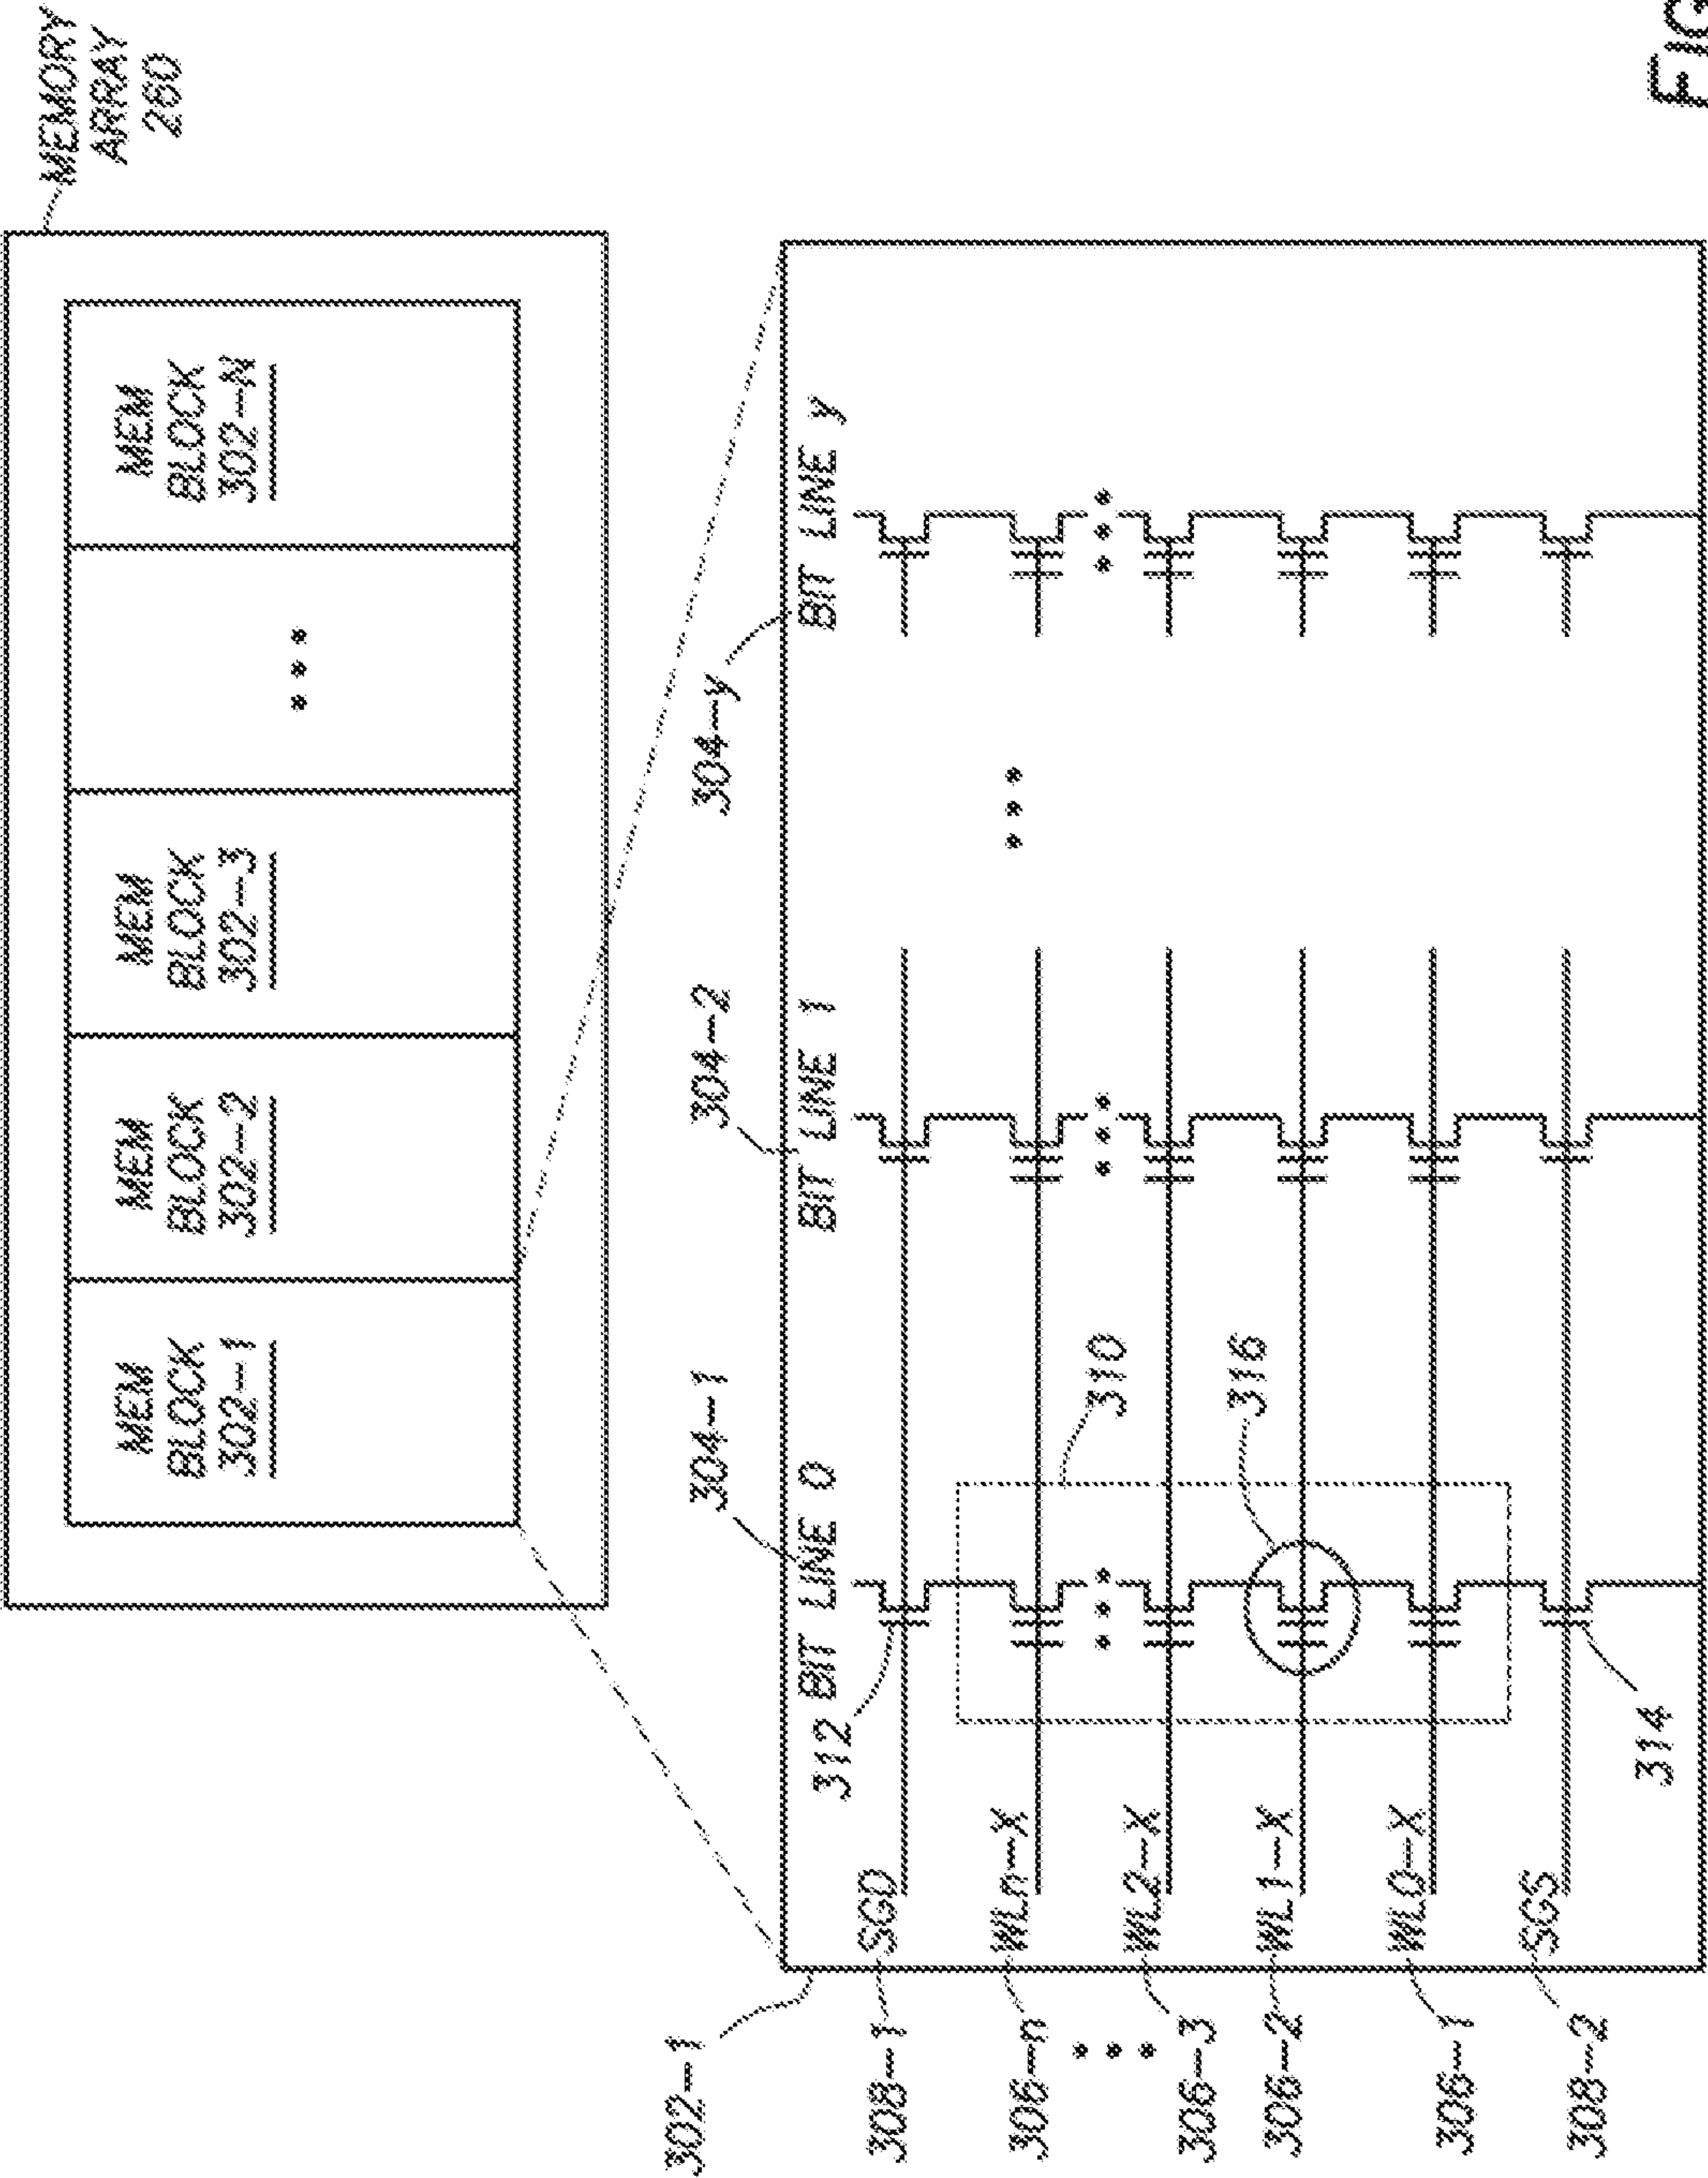 MEMORY
ARRAY
260
MEM
BLOCK
302-1
MEM
BLOCK
302-2
MEM
BLOCK
302-3
MEM
BLOCK
302-N
302-1
304-1
304-2
304-y
BIT LINE 0
BIT LINE 1
BIT LINE y
312
308-1
SGD
306-n
WLn-X
310
306-3
WL2-X
306-2
WL1-X
316
306-1
WL0-X
308-2
SGS
314
FIG